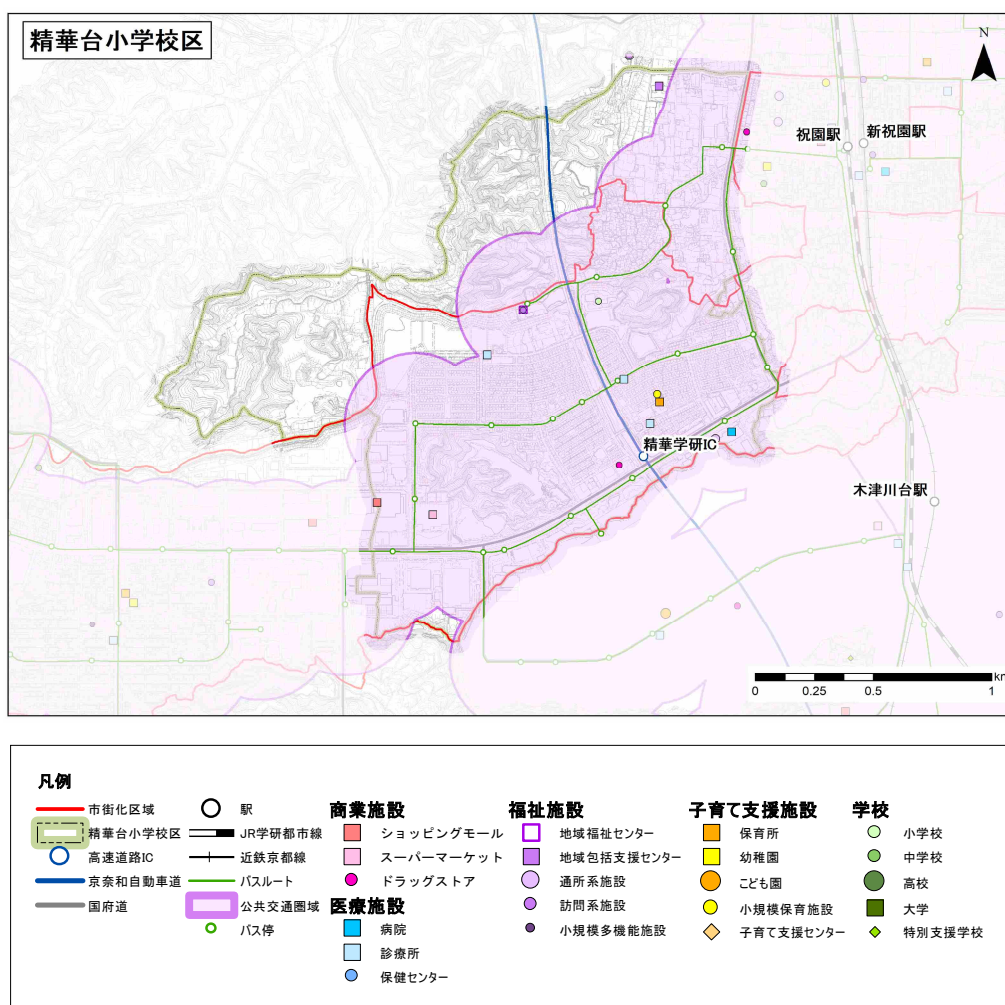 精華台小学校区
N
祝園駅
新祝園駅
精華学研IC
木津川台駅
km
0 0.25 0.5 1
凡例
市街化区域
精華台小学校区
高速道路IC
京奈和自動車道
国府道
駅
JR学研都市線
近鉄京都線
バスルート
公共交通圏域
バス停
商業施設
ショッピングモール
スーパーマーケット
ドラッグストア
医療施設
病院
診療所
保健センター
福祉施設
地域福祉センター
地域包括支援センター
通所系施設
訪問系施設
小規模多機能施設
子育て支援施設
保育所
幼稚園
こども園
小規模保育施設
子育て支援センター
学校
小学校
中学校
高校
大学
特別支援学校